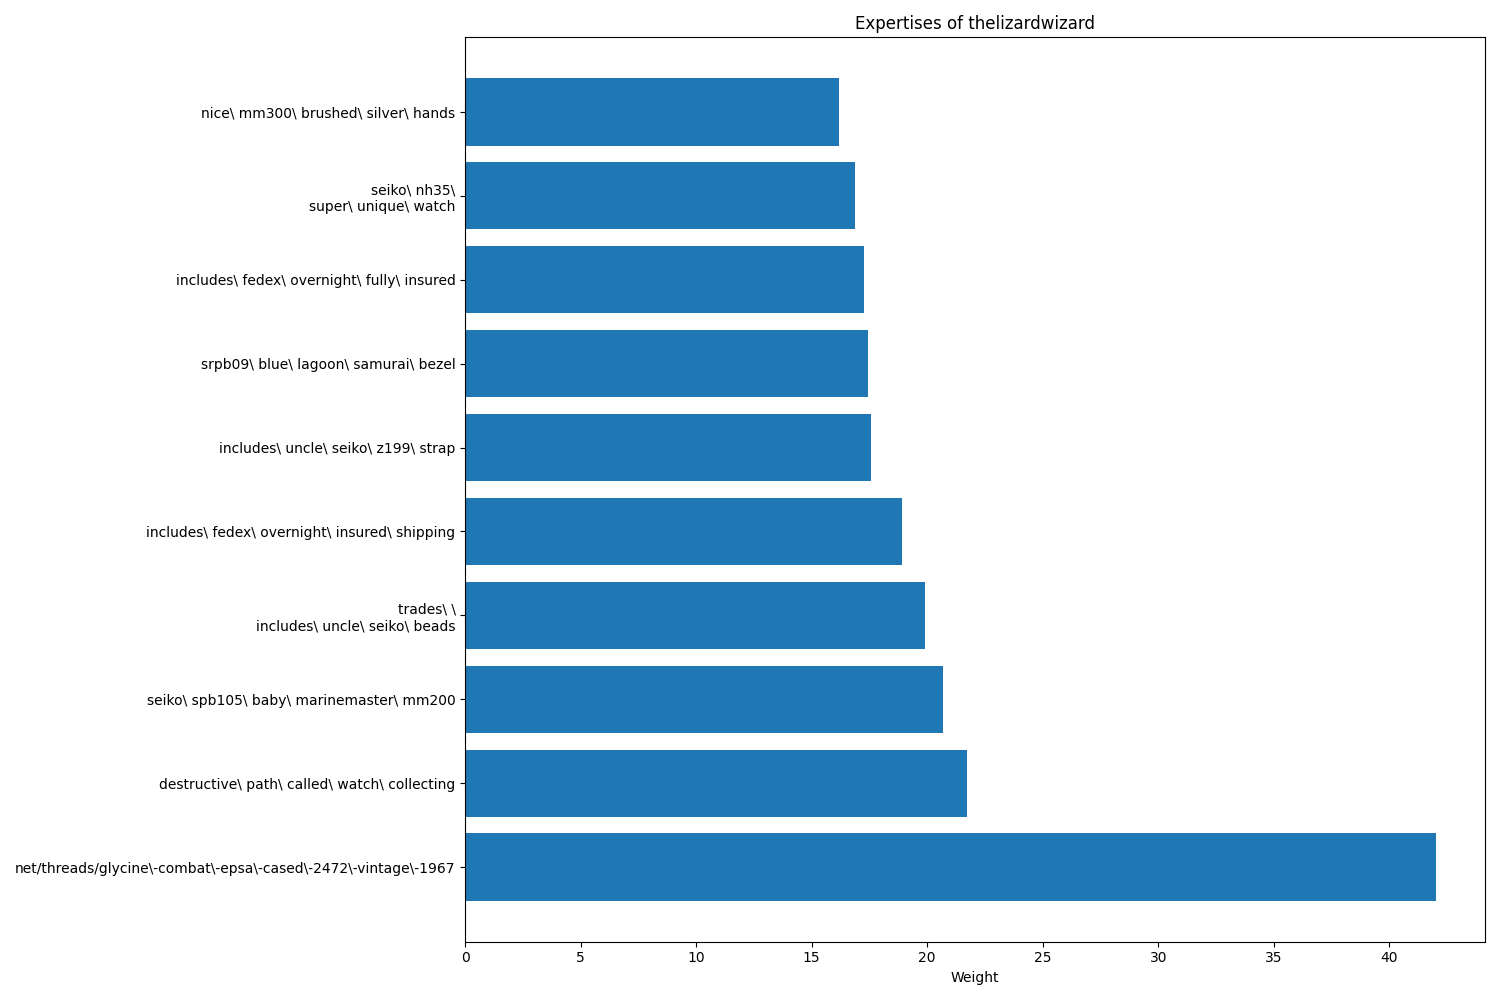 Expertises of thelizardwizard
nice\ mm300\ brushed\ silver\ hands
seiko\ nh35\
super\ unique\ watch
includes\ fedex\ overnight\ fully\ insured
srpb09\ blue\ lagoon\ samurai\ bezel
includes\ uncle\ seiko\ z199\ strap
includes\ fedex\ overnight\ insured\ shipping
trades\ \
includes\ uncle\ seiko\ beads
seiko\ spb105\ baby\ marinemaster\ mm200
destructive\ path\ called\ watch\ collecting
net/threads/glycine\-combat\-epsa\-cased\-2472\-vintage\-1967
0 5 10 15 20 25 30 35 40
Weight